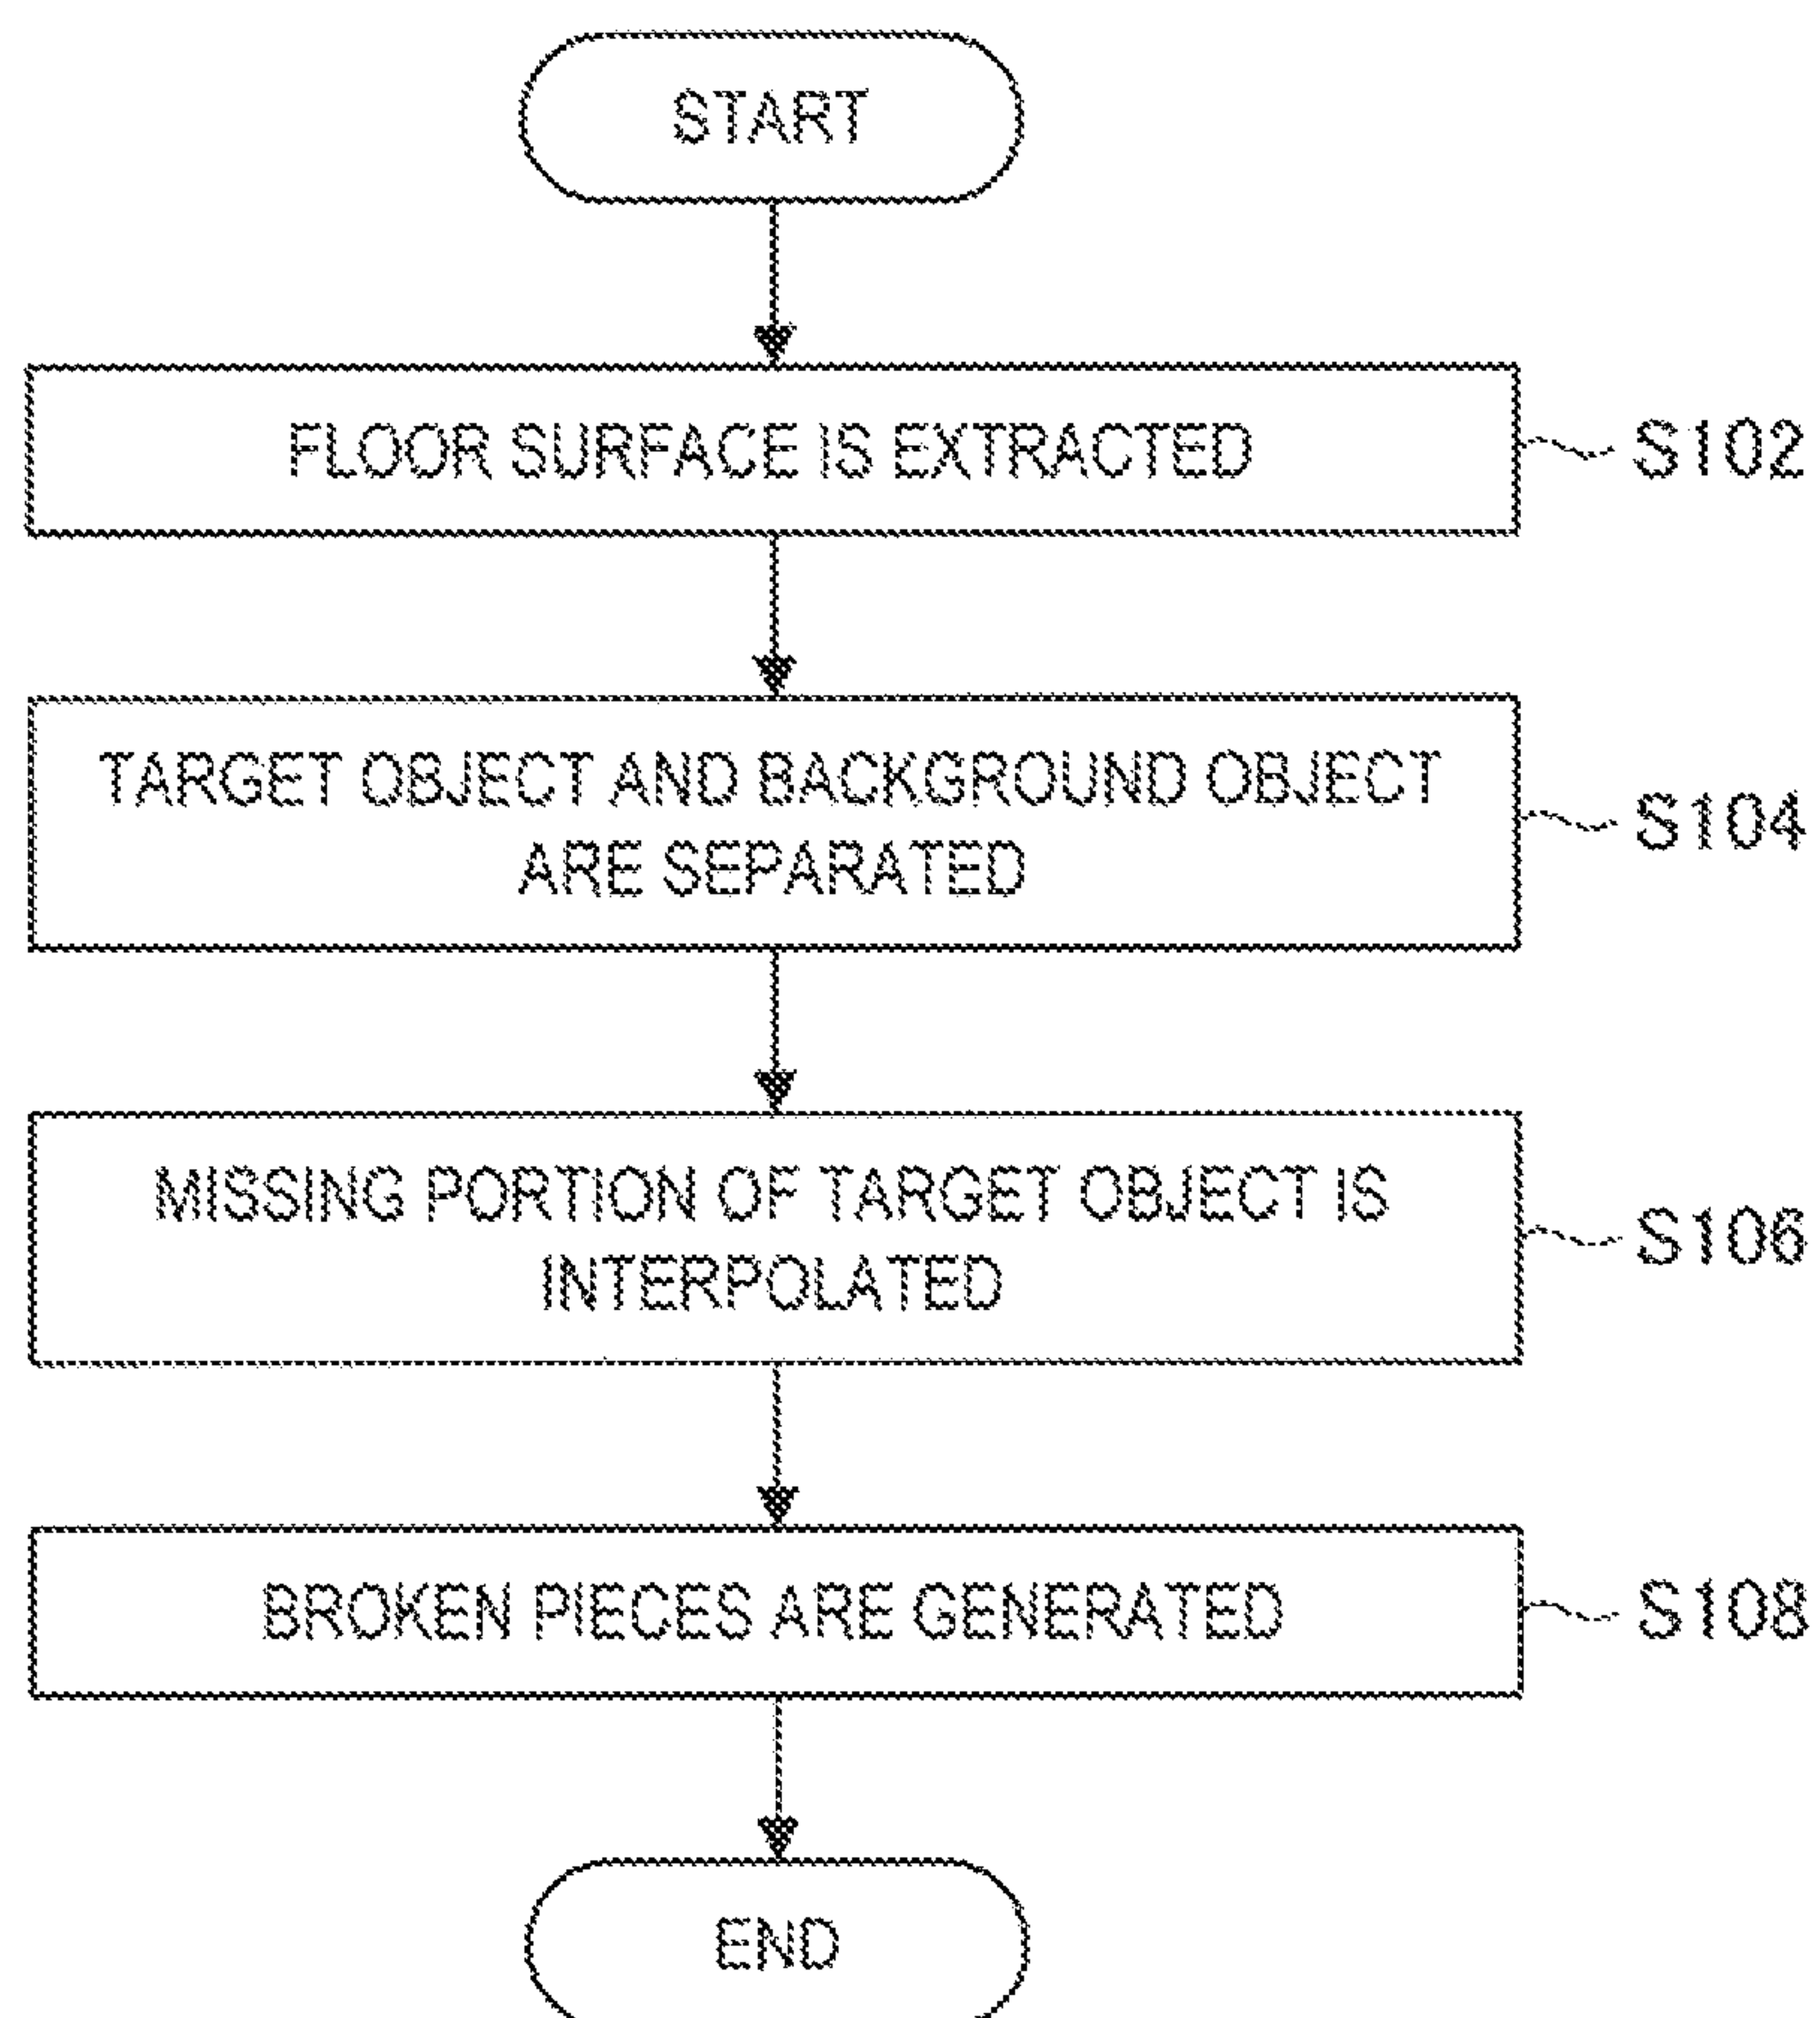 START
FLOOR SURFACE IS EXTRACTED
S102
TARGET OBJECT AND BACKGROUND OBJECT
ARE SEPARATED
S104
MISSING PORTION OF TARGET OBJECT IS
INTERPOLATED
S106
BROKEN PIECES ARE GENERATED
S108
END